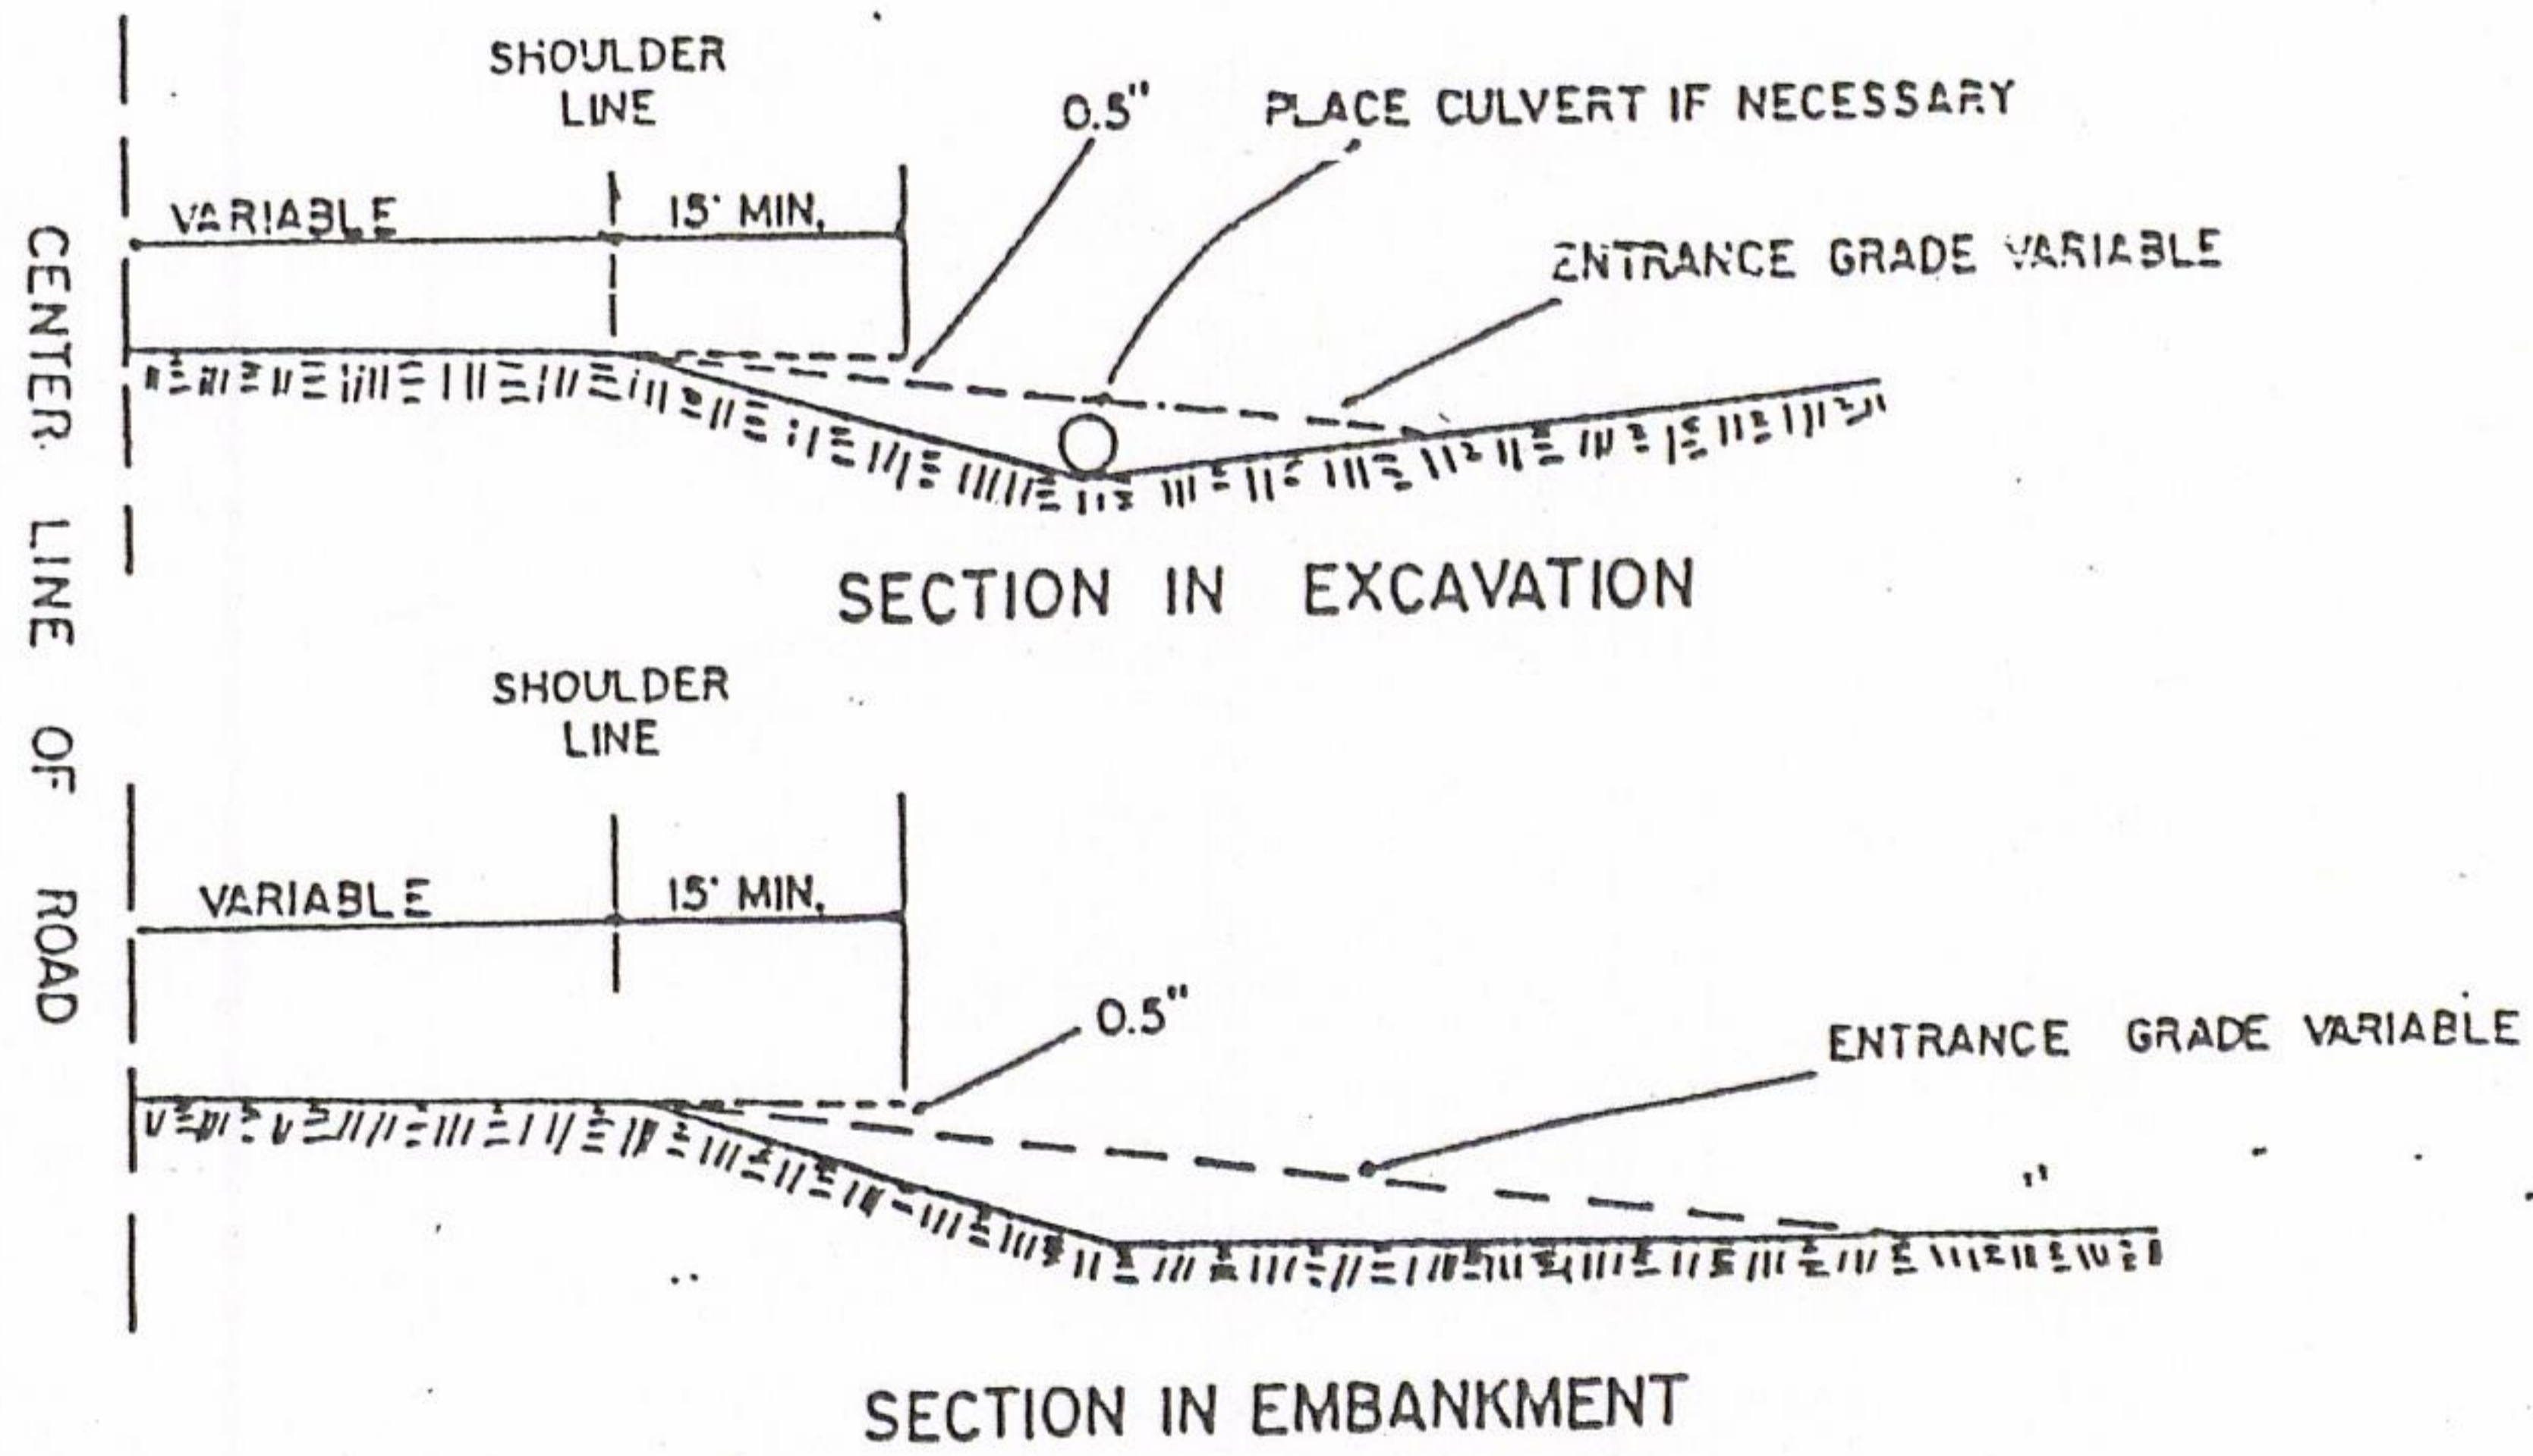 SHOULDER
LINE
0.5"
PLACE CULVERT IF NECESSARY
VARIABLE
15' MIN.
ENTRANCE GRADE VARIABLE
CENTER LINE OF ROAD
SECTION IN EXCAVATION
SHOULDER
LINE
VARIABLE
15' MIN.
0.5"
ENTRANCE GRADE VARIABLE
SECTION IN EMBANKMENT